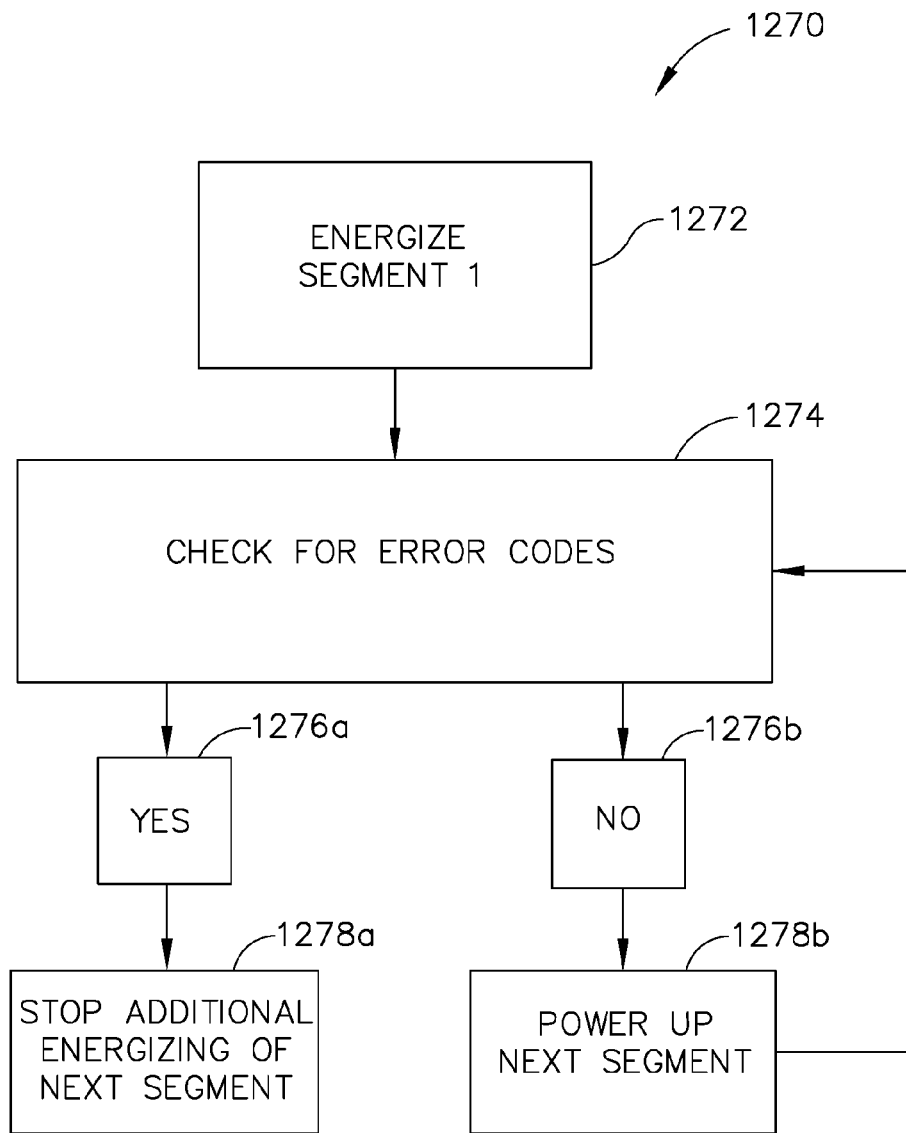 1270
ENERGIZE
SEGMENT 1
1272
1274
CHECK FOR ERROR CODES
1276a
1276b
YES
NO
1278a
1278b
STOP ADDITIONAL
ENERGIZING OF
NEXT SEGMENT
POWER UP
NEXT SEGMENT